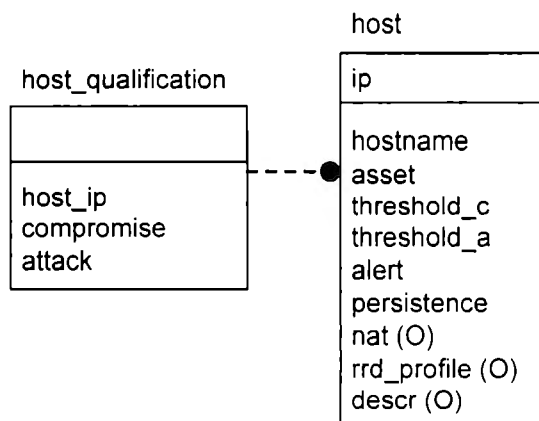 host_qualification
host_ip
compromise
attack
host
ip
hostname
asset
threshold_c
threshold_a
alert
persistence
nat (O)
rrd_profile (O)
descr (O)